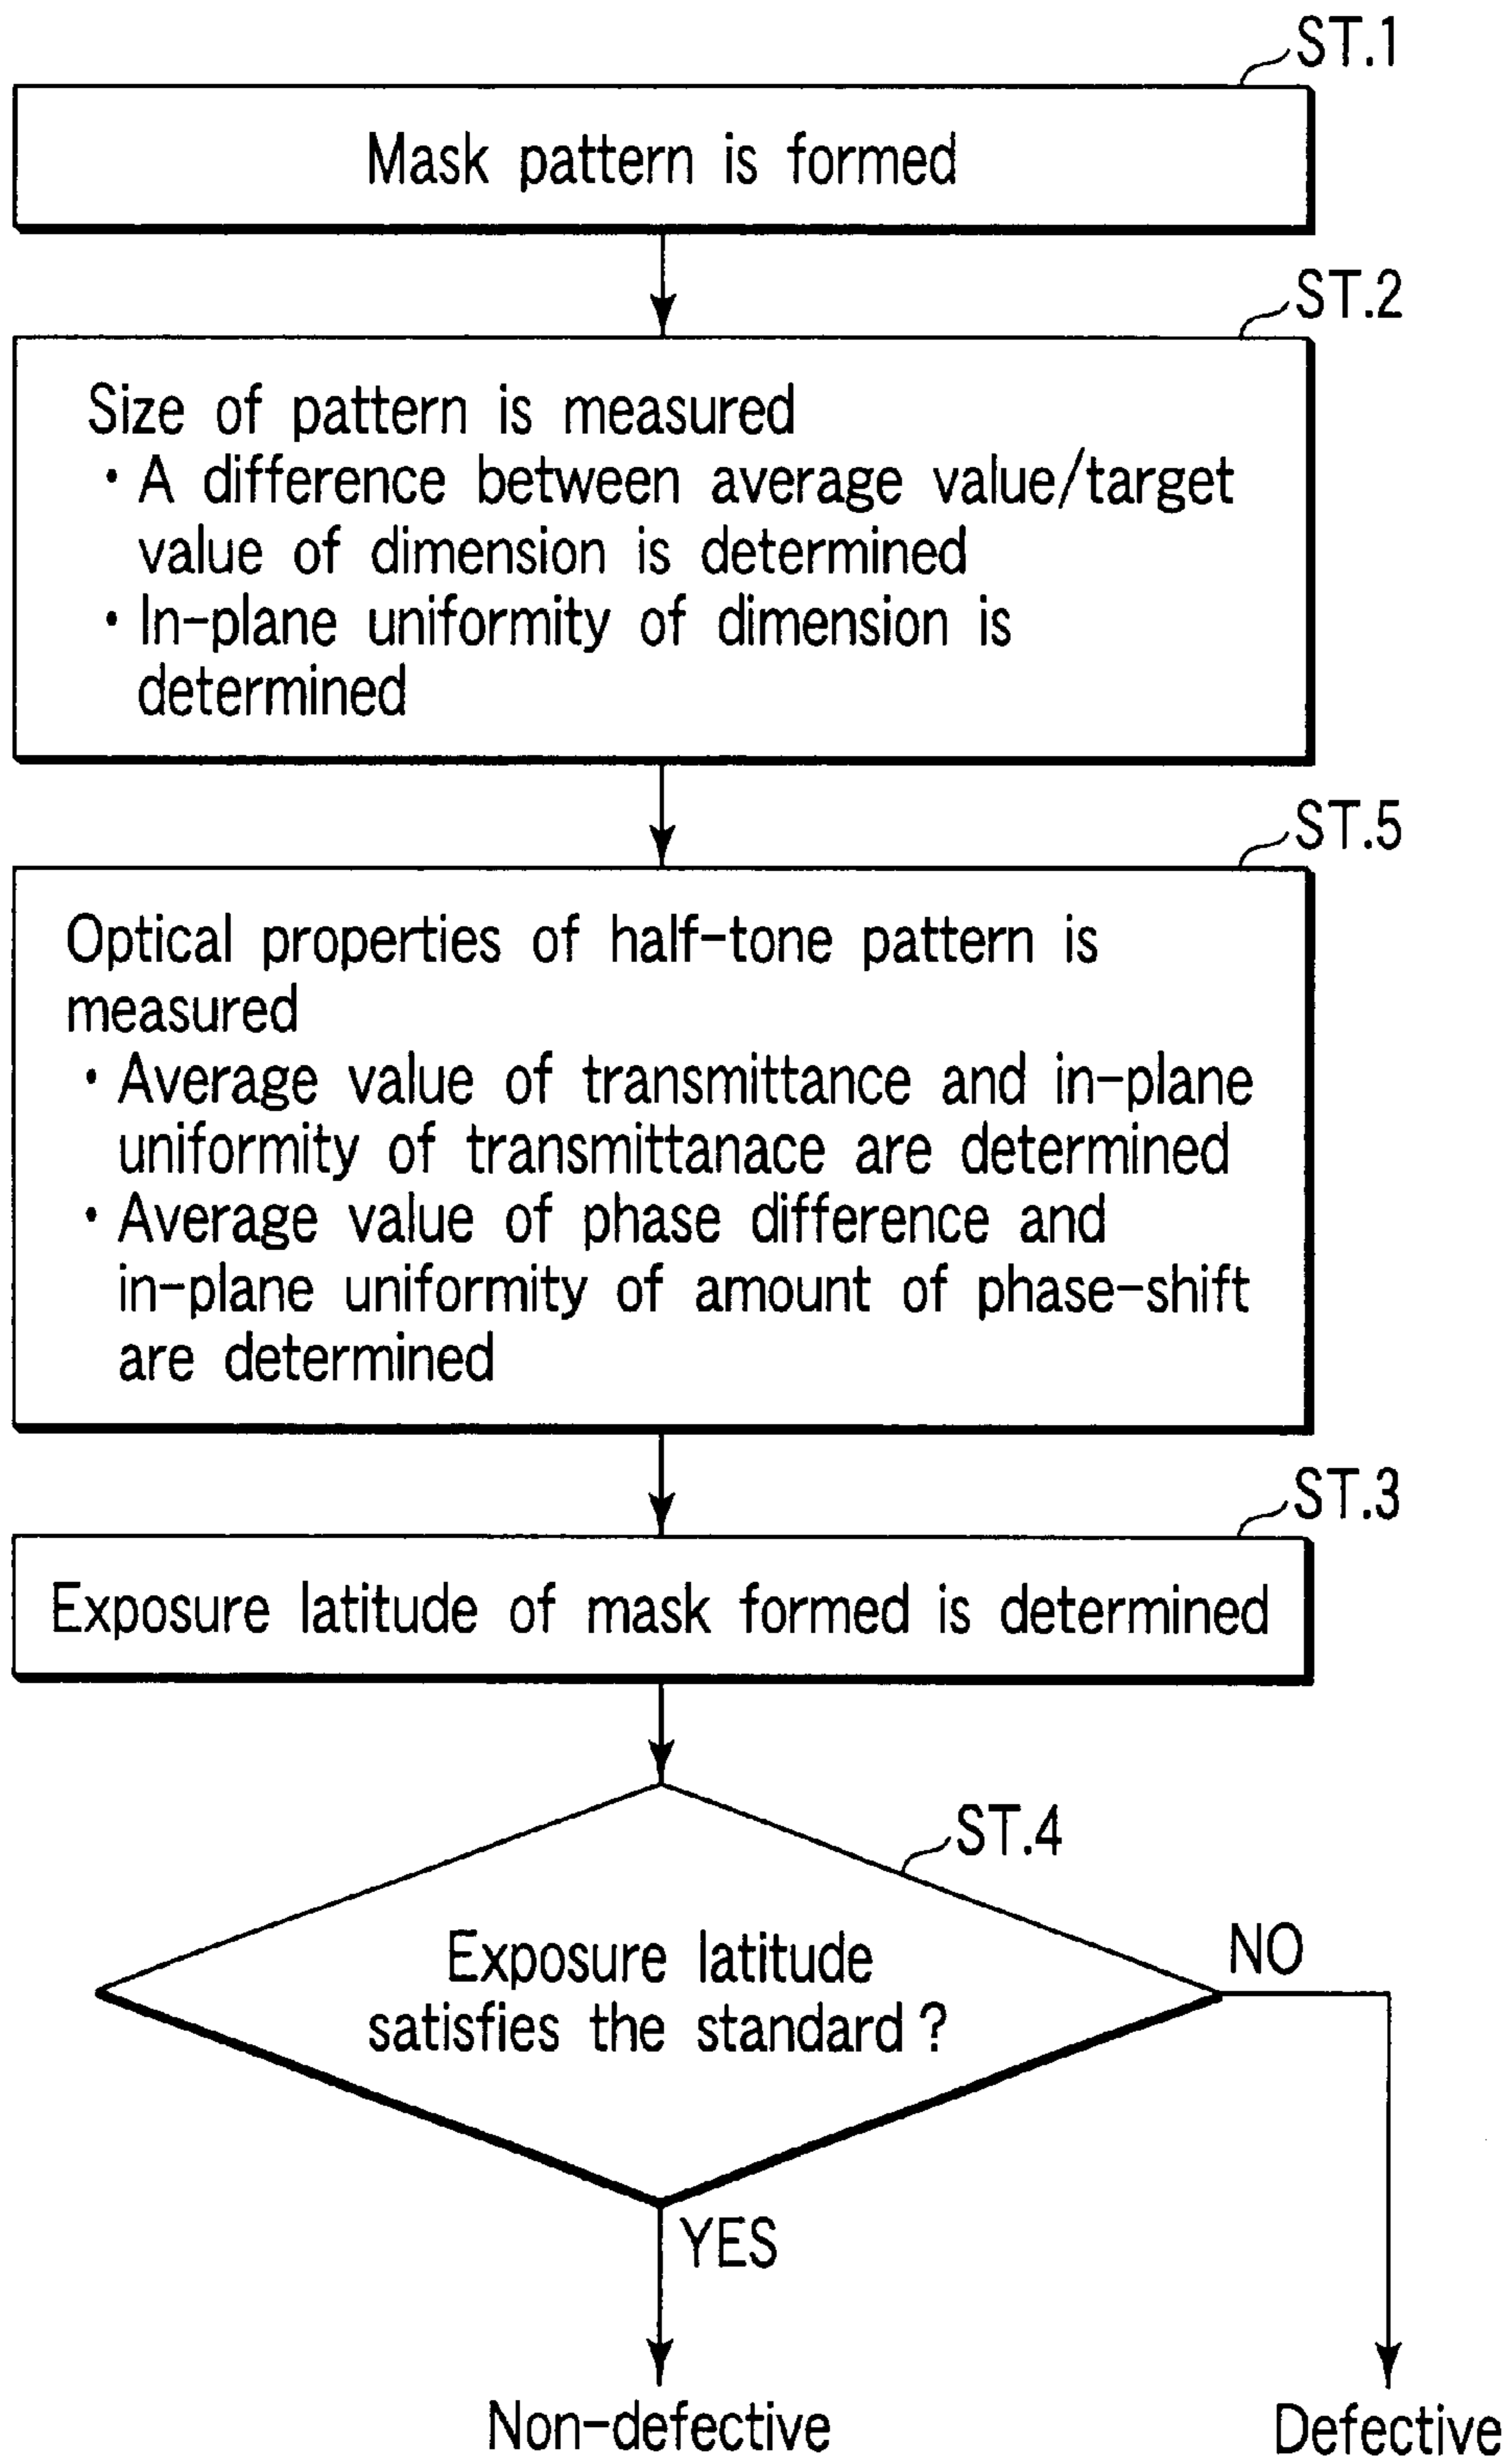 ST.1
Mask pattern is formed
ST.2
Size of pattern is measured
・A difference between average value/target
value of dimension is determined
・In-plane uniformity of dimension is
determined
ST.5
Optical properties of half-tone pattern is
measured
・Average value of transmittance and in-plane
uniformity of transmittanace are determined
・Average value of phase difference and
in-plane uniformity of amount of phase-shift
are determined
ST.3
Exposure latitude of mask formed is determined
ST.4
Exposure latitude
satisfies the standard ?
NO
YES
Non-defective
Defective